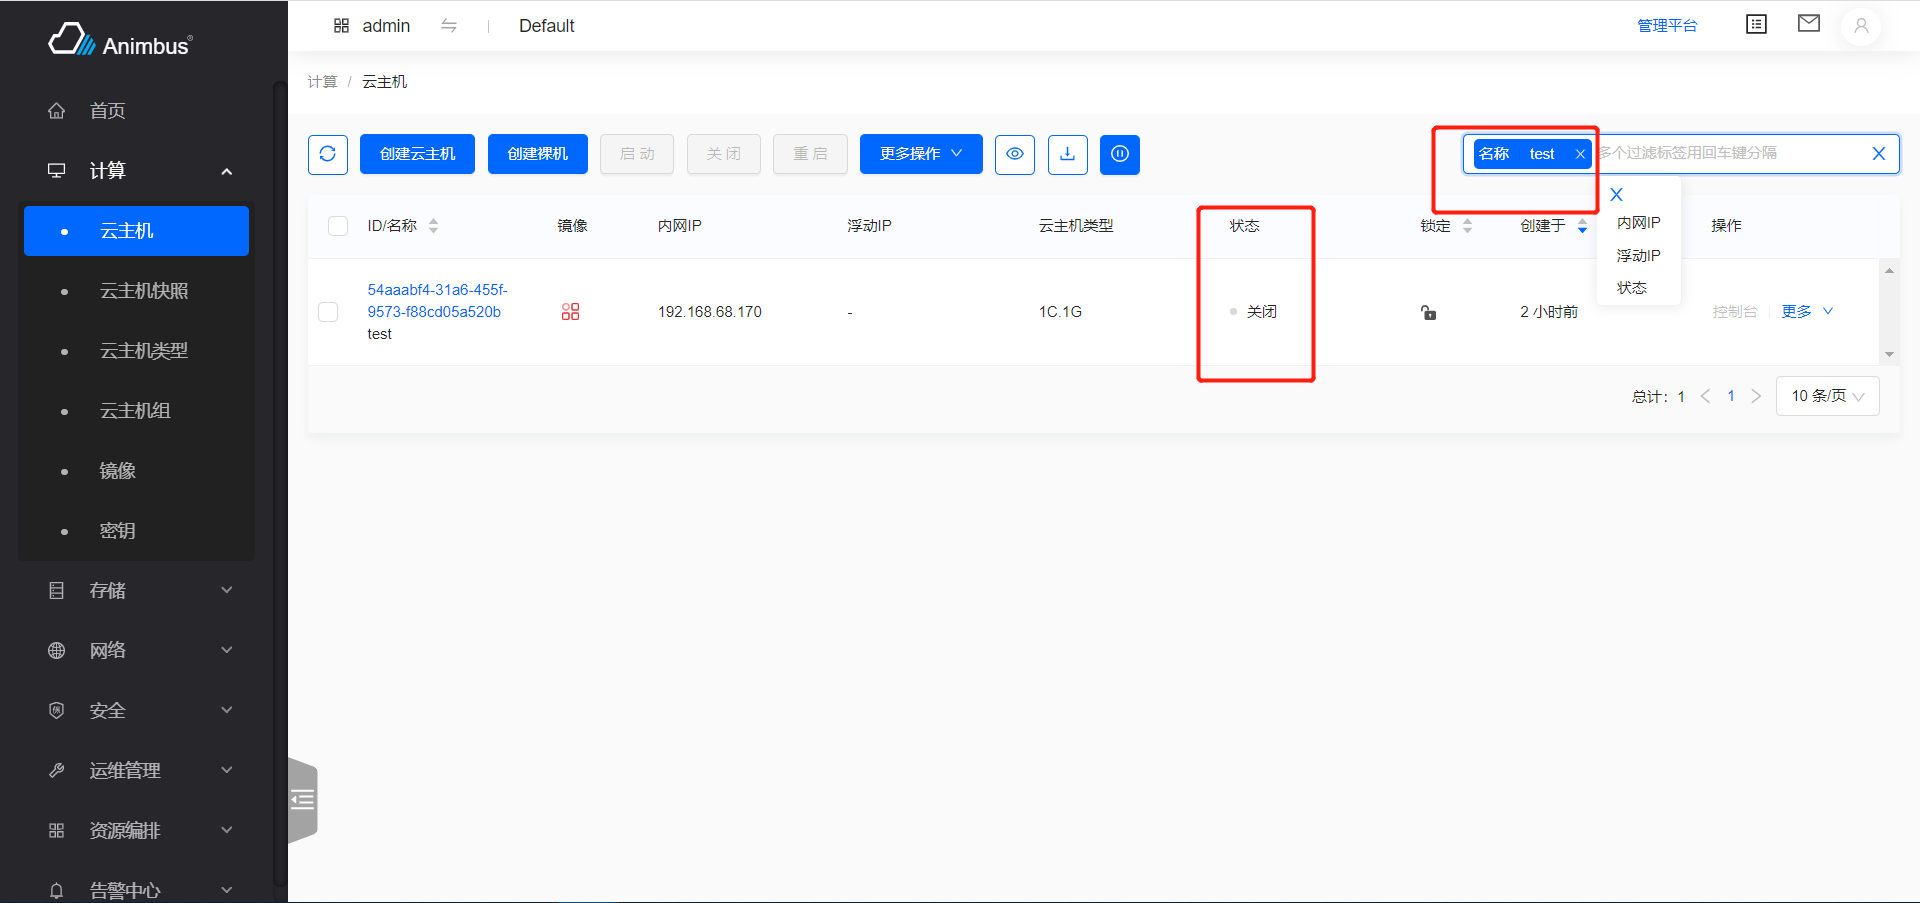 Animbus®
首页
计算
云主机
云主机快照
云主机类型
云主机组
镜像
密钥
存储
网络
安全
运维管理
资源编排
告警中心
admin
Default
管理平台
计算 / 云主机
创建云主机
创建裸机
启 动
关 闭
重 启
更多操作
名称 test
多个过滤标签用回车键分隔
X
X
内网IP
浮动IP
状态
ID/名称 镜像 内网IP 浮动IP 云主机类型 状态 锁定 创建于 操作
54aaabf4-31a6-455f-
9573-f88cd05a520b
test
192.168.68.170
-
1C.1G
关闭
2 小时前
控制台
更多
总计：1
1
10 条/页